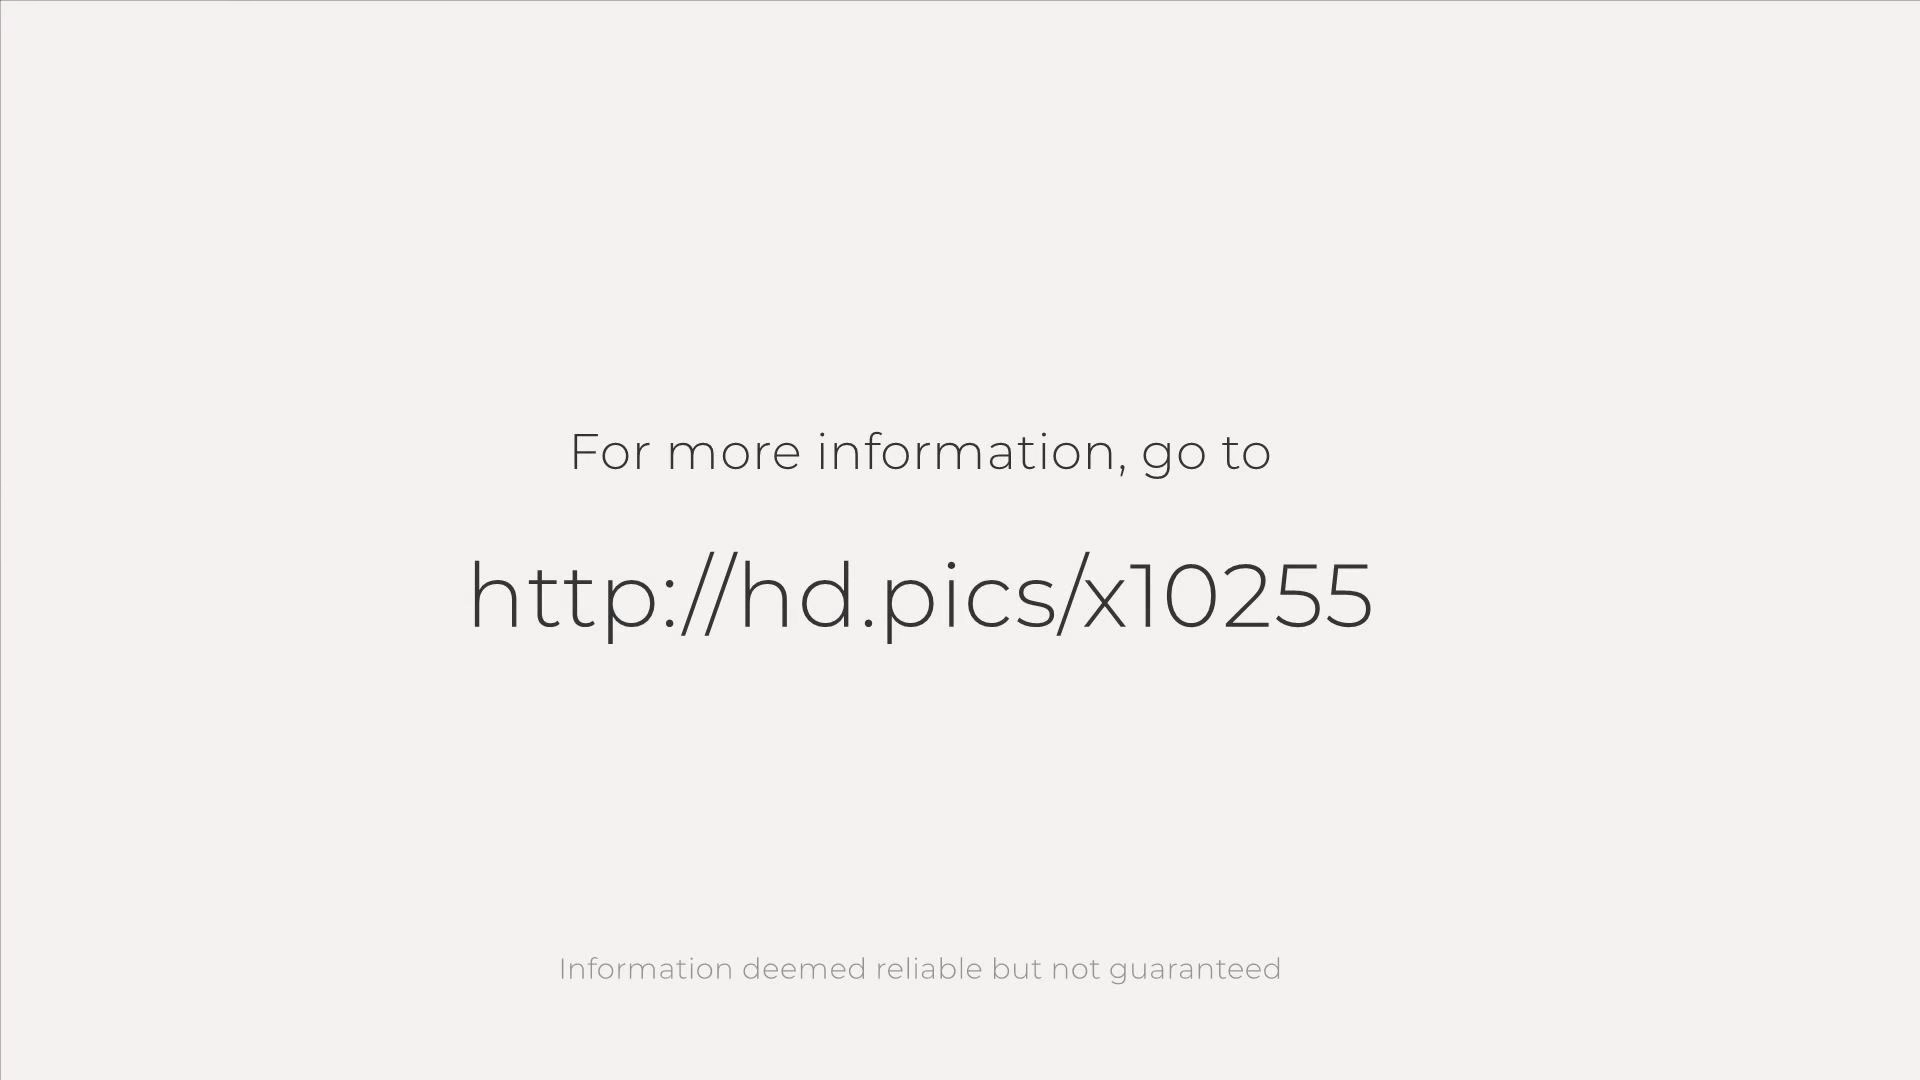 For more information, go to
http://hd.pics/x10255
Information deemed reliable but not guaranteed